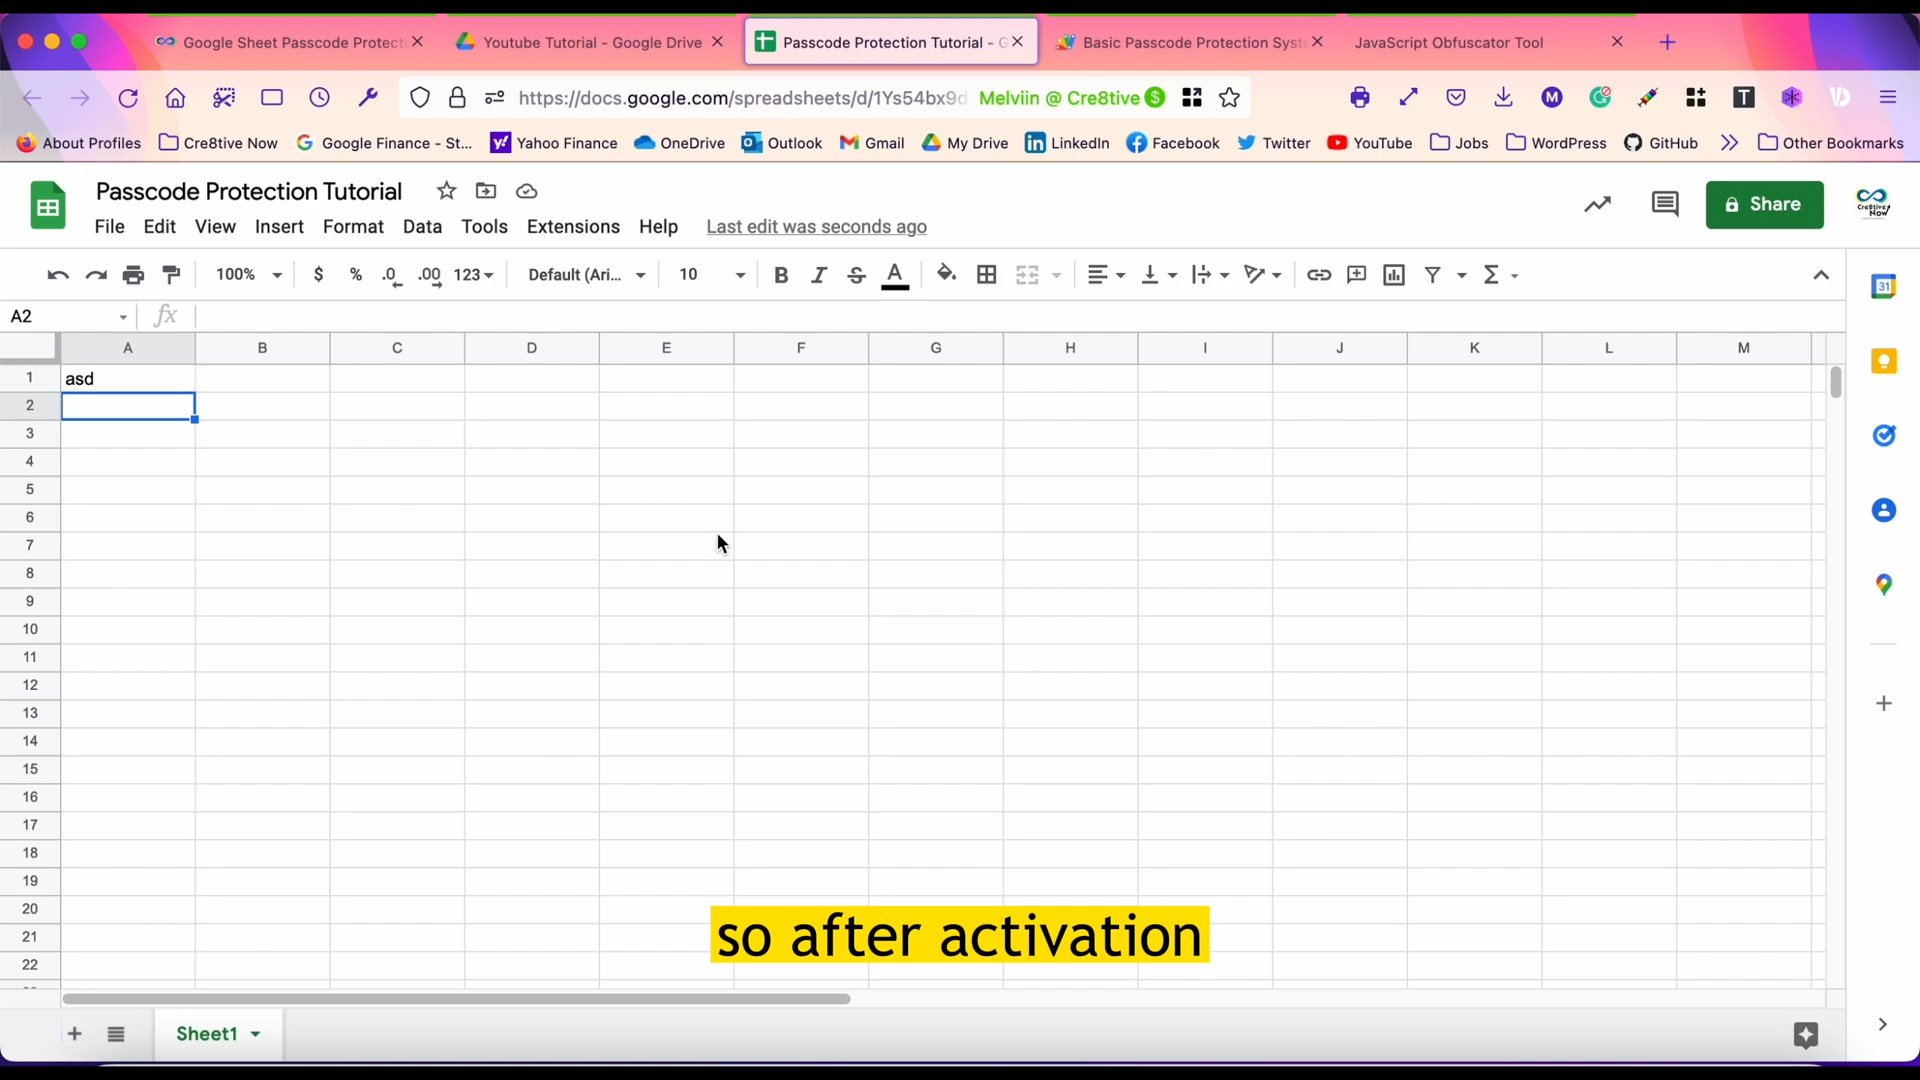 Google Sheet Passcode Protect
Youtube Tutorial - Google Drive
Passcode Protection Tutorial - G
Basic Passcode Protection Syst
JavaScript Obfuscator Tool
https://docs.google.com/spreadsheets/d/1Ys54bx9d
Melviin @ Cre8tive
About Profiles
Cre8tive Now
Google Finance - St...
Yahoo Finance
OneDrive
Outlook
Gmail
My Drive
LinkedIn
Facebook
Twitter
YouTube
Jobs
WordPress
GitHub
Other Bookmarks
Passcode Protection Tutorial
File Edit View Insert Format Data Tools Extensions Help
Last edit was seconds ago
Share
Cre8tive Now
100%
$ % .0 .00 123
Default (Ari...
10
B I S A
31
A2
fx
A B C D E F G H I J K L M
1 asd
2
3
4
5
6
7
8
9
10
11
12
13
14
15
16
17
18
19
20
21
22
so after activation
Sheet1